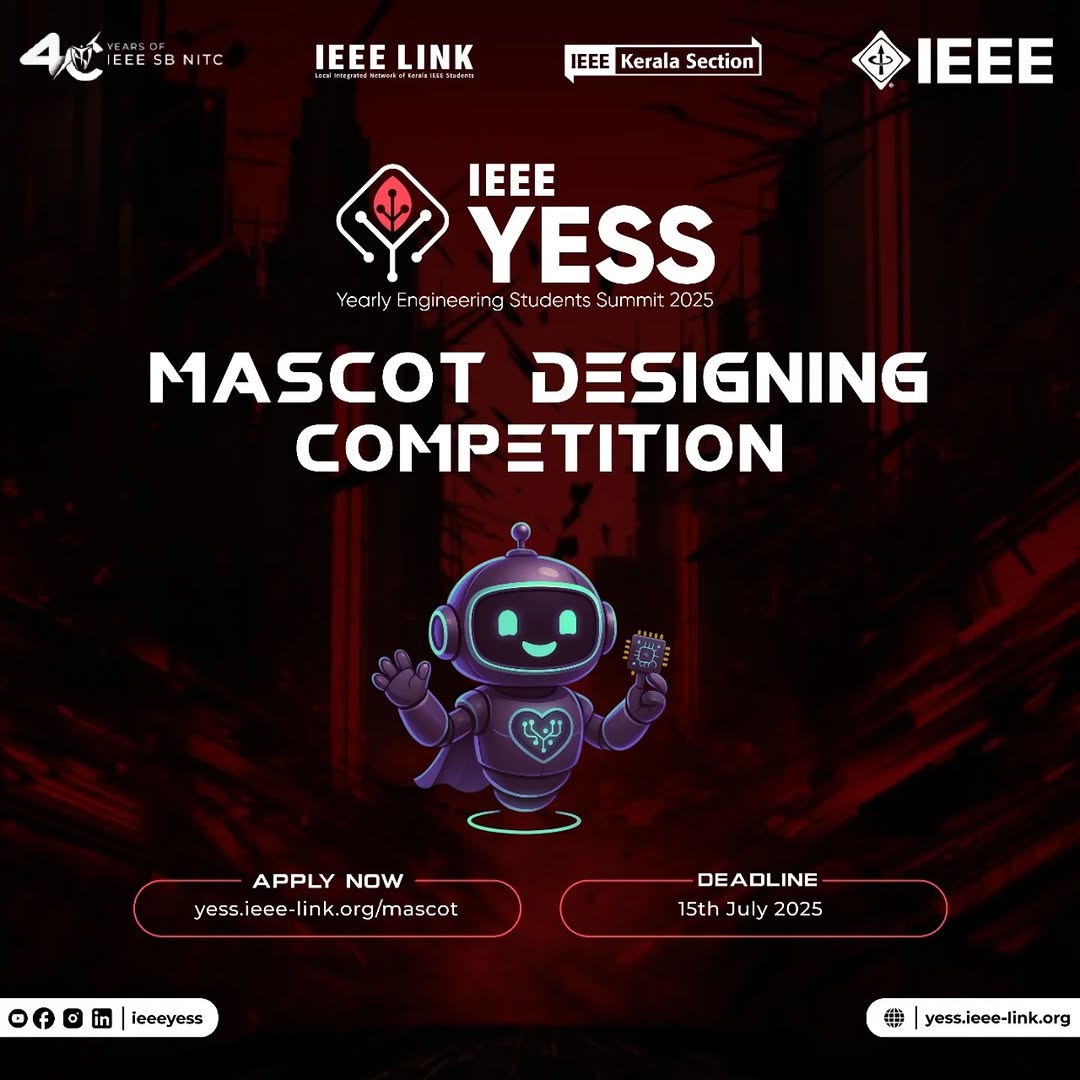 40
YEARS OF
IEEE SB NITC
IEEE LINK
Local Integrated Network of Kerala IEEE Students
IEEE Kerala Section
IEEE
IEEE
YESS
Yearly Engineering Students Summit 2025
MASCOT DESIGNING
COMPETITION
APPLY NOW
yess.ieee-link.org/mascot
DEADLINE
15th July 2025
ieeeyess
yess.ieee-link.org